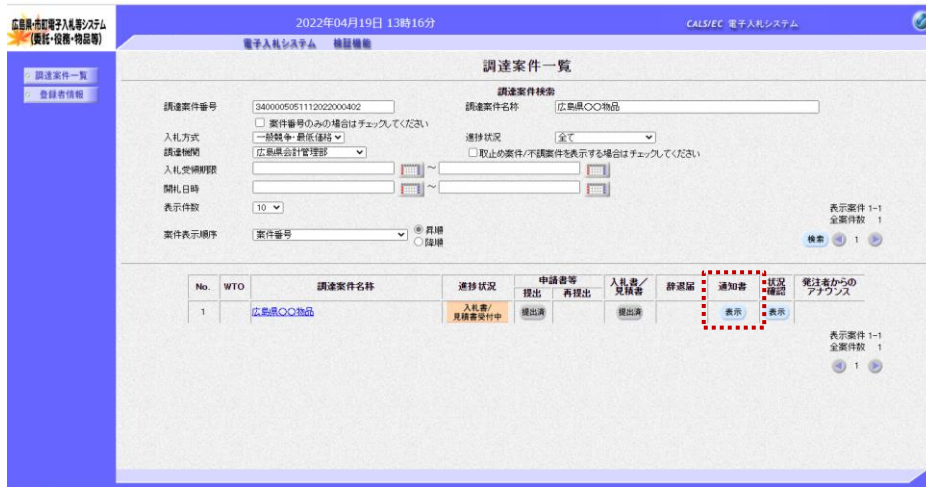 広島県・市町電子入札等システム
(委託・役務・物品等)
2022年04月19日 13時16分
CALS/EC 電子入札システム
電子入札システム 検証機能
調達案件一覧
登録者情報
調達案件一覧
調達案件検索
調達案件番号 3400005051112022000402 調達案件名称 広島県〇〇物品
案件番号のみの場合はチェックしてください
入札方式 一般競争・最低価格 進捗状況 全て
調達機関 広島県会計管理部 取止め案件/不調案件を表示する場合はチェックしてください
入札受領期限 ~
開札日時 ~
表示件数 10
表示案件 1-1
全案件数 1
案件表示順序 案件番号 昇順
降順
検索 1
No. WTO 調達案件名称 進捗状況 申請書等 入札書/見積書 辞退届 通知書 状況確認 発注者からのアナウンス
提出 再提出
1 広島県〇〇物品 入札書/見積書受付中 提出済 提出済 表示 表示
表示案件 1-1
全案件数 1
1